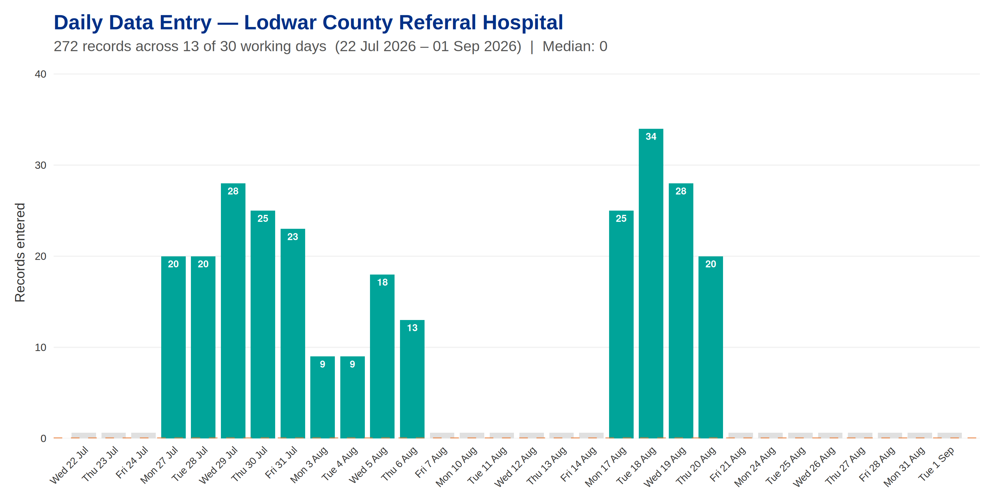 Daily Data Entry — Lodwar County Referral Hospital
272 records across 13 of 30 working days  (22 Jul 2026 – 01 Sep 2026)  |  Median: 0
40
30
20
10
0
Records entered
20
20
28
25
23
9
9
18
13
25
34
28
20
Wed 22 Jul
Thu 23 Jul
Fri 24 Jul
Mon 27 Jul
Tue 28 Jul
Wed 29 Jul
Thu 30 Jul
Fri 31 Jul
Mon 3 Aug
Tue 4 Aug
Wed 5 Aug
Thu 6 Aug
Fri 7 Aug
Mon 10 Aug
Tue 11 Aug
Wed 12 Aug
Thu 13 Aug
Fri 14 Aug
Mon 17 Aug
Tue 18 Aug
Wed 19 Aug
Thu 20 Aug
Fri 21 Aug
Mon 24 Aug
Tue 25 Aug
Wed 26 Aug
Thu 27 Aug
Fri 28 Aug
Mon 31 Aug
Tue 1 Sep